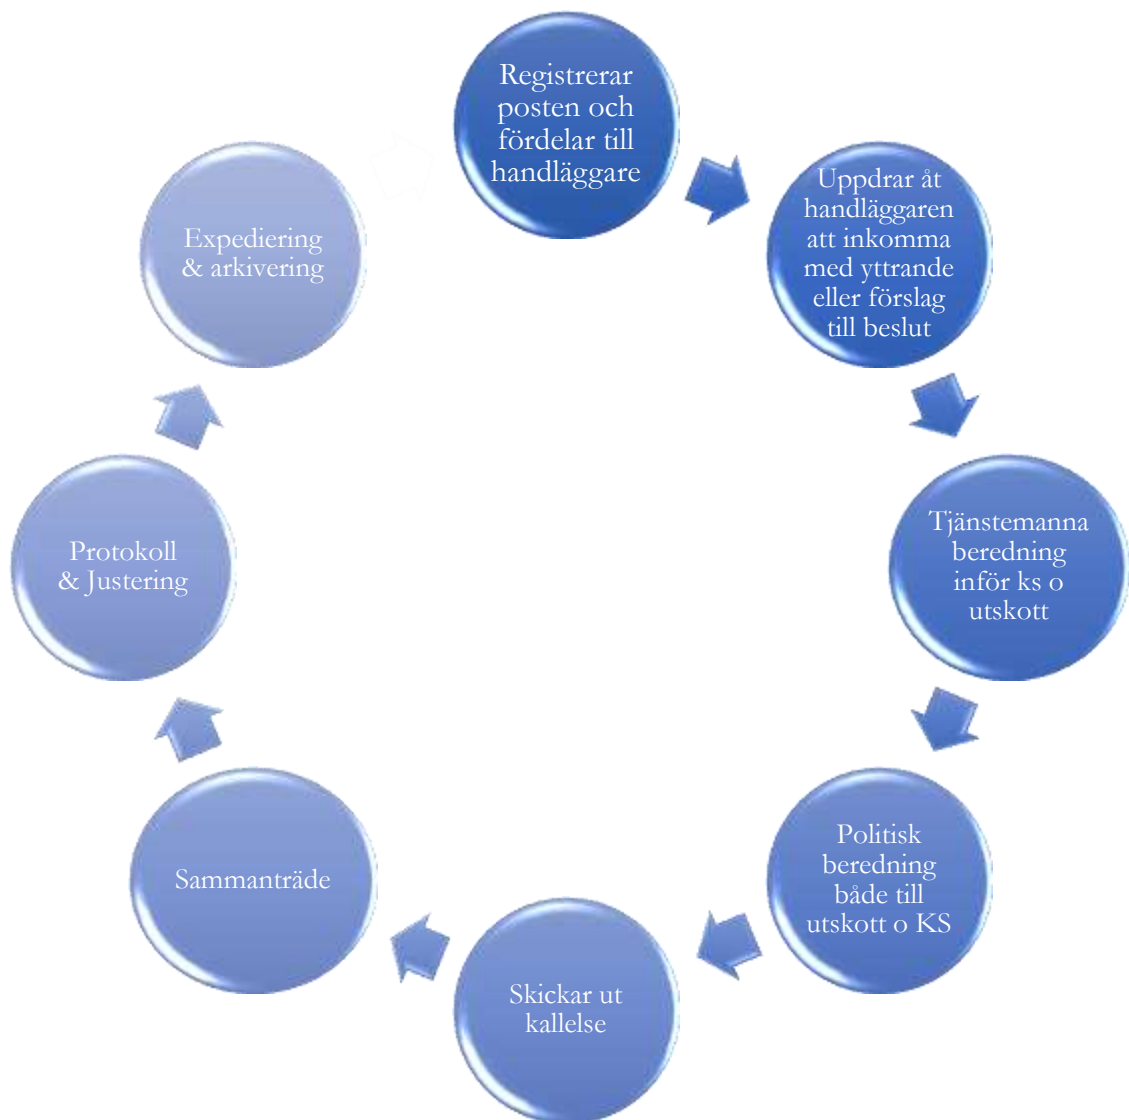 Registrerar
posten och
fördelar till
handläggare
Uppdrar åt
handläggaren
att inkomma
med yttrande
eller förslag
till beslut
Tjänstemanna
beredning
inför ks o
utskott
Politisk
beredning
både till
utskott o KS
Skickar ut
kallelse
Sammanträde
Protokoll
& Justering
Expediering
& arkivering